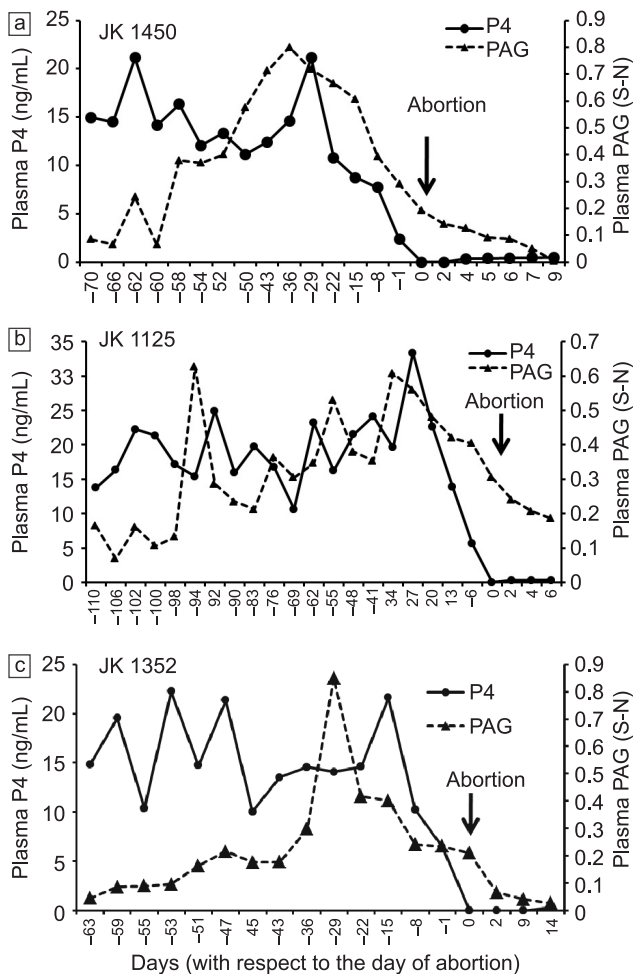 a
JK 1450
Plasma P4 (ng/mL)
25
20
15
10
5
0
P4
PAG
Abortion
0.9
0.8
0.7
0.6
0.5
0.4
0.3
0.2
0.1
0
Plasma PAG (S-N)
−70 −66 −62 −60 −58 −54 −52 −50 −43 −36 −29 −22 −15 −8 −1 0 2 4 5 6 7 9
b
JK 1125
Plasma P4 (ng/mL)
35
33
25
20
15
10
5
0
P4
PAG
Abortion
0.7
0.6
0.5
0.4
0.3
0.2
0.1
0
Plasma PAG (S-N)
−110 −106 −102 −100 −98 −94 92 −90 −83 −76 −69 −62 −55 −48 −41 34 27 20 13 −6 0 2 4 6
c
JK 1352
Plasma P4 (ng/mL)
25
20
15
10
5
0
P4
PAG
Abortion
0.9
0.8
0.7
0.6
0.5
0.4
0.3
0.2
0.1
0
Plasma PAG (S-N)
−63 −59 −55 −53 −51 −47 45 −43 −36 −29 −22 −15 −8 −1 0 2 9 14
Days (with respect to the day of abortion)